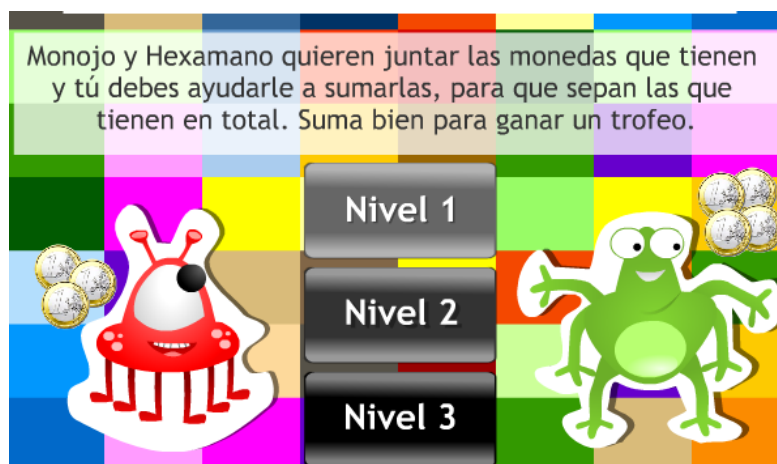 Monojo y Hexamano quieren juntar las monedas que tienen
y tú debes ayudarle a sumarlas, para que sepan las que
tienen en total. Suma bien para ganar un trofeo.
Nivel 1
Nivel 2
Nivel 3